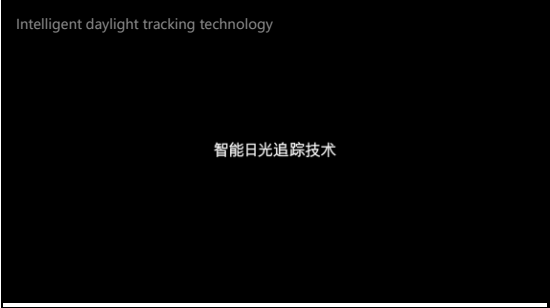 Intelligent daylight tracking technology
智能日光追踪技术